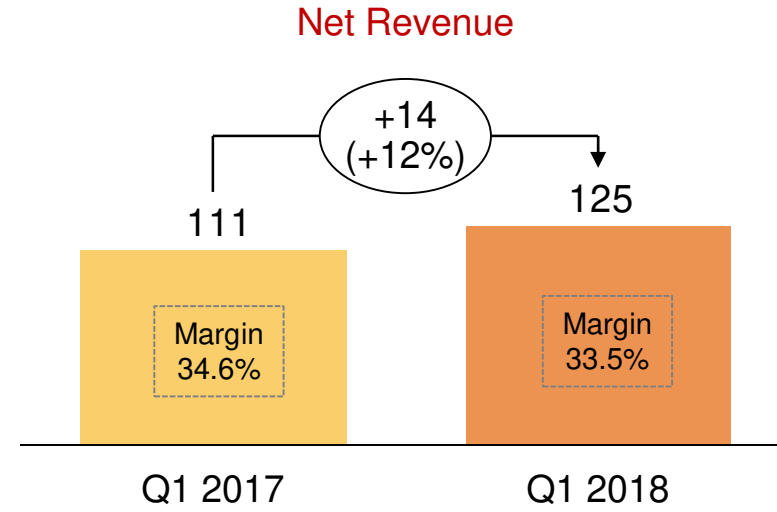 Net Revenue
+14
(+12%)
111
125
Margin
34.6%
Margin
33.5%
Q1 2017
Q1 2018